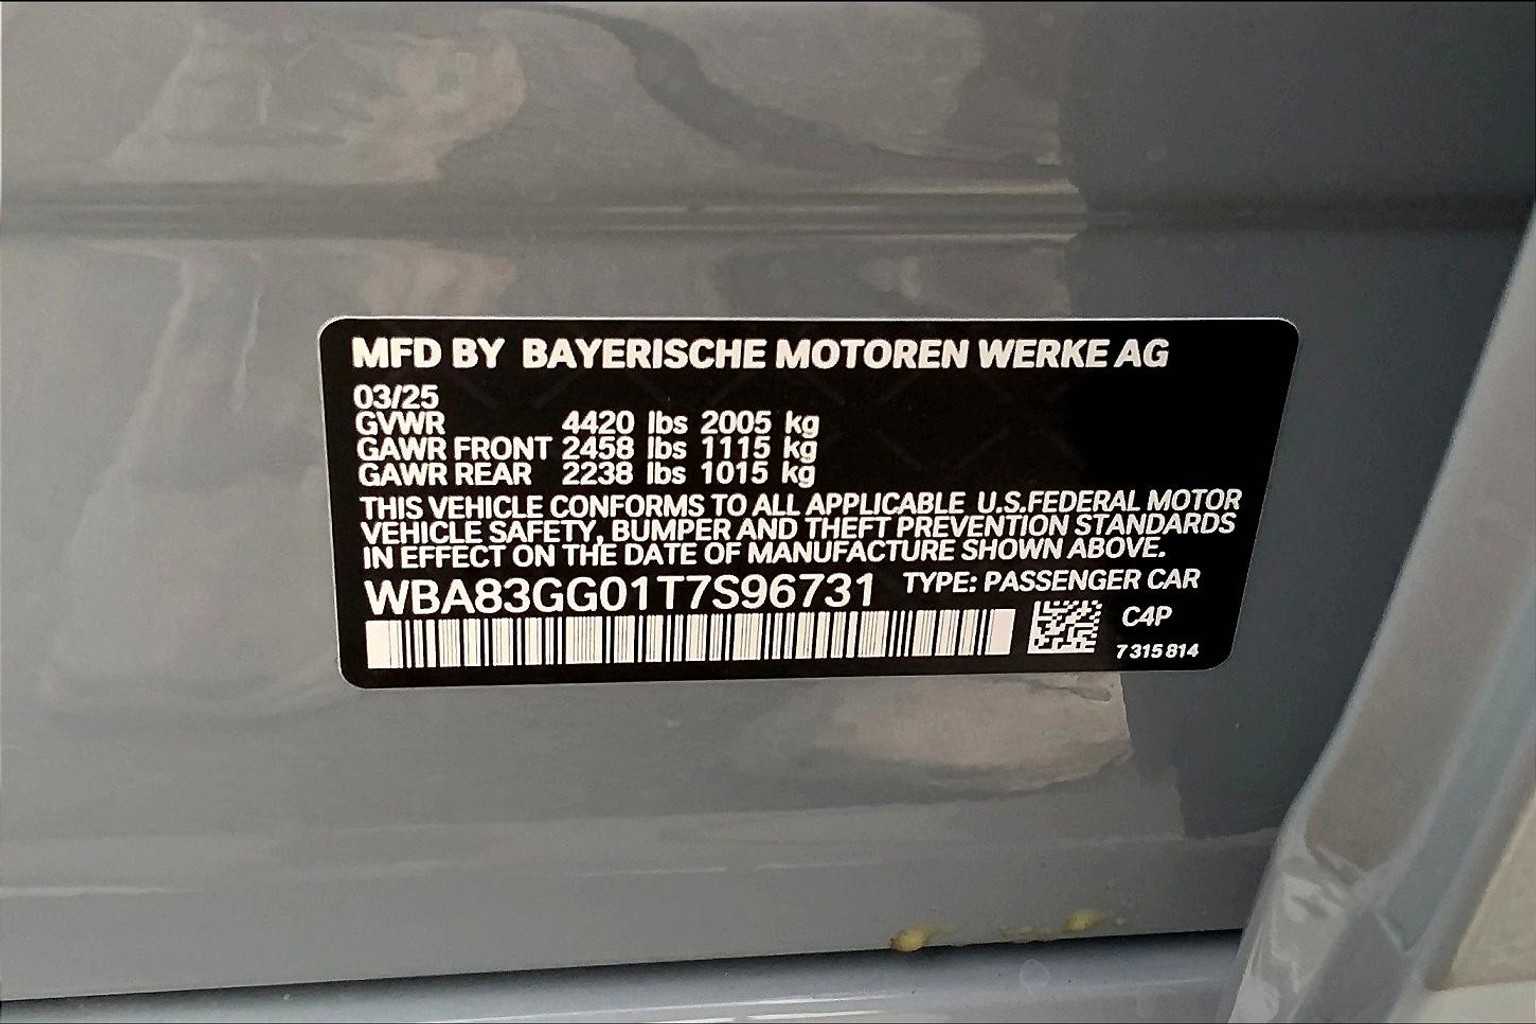 MFD BY BAYERISCHE MOTOREN WERKE AG
03/25
GVWR 4420 lbs 2005 kg
GAWR FRONT 2458 lbs 1115 kg
GAWR REAR 2238 lbs 1015 kg
THIS VEHICLE CONFORMS TO ALL APPLICABLE U.S.FEDERAL MOTOR
VEHICLE SAFETY, BUMPER AND THEFT PREVENTION STANDARDS
IN EFFECT ON THE DATE OF MANUFACTURE SHOWN ABOVE.
WBA83GG01T7S96731 TYPE: PASSENGER CAR
C4P
7 315 814